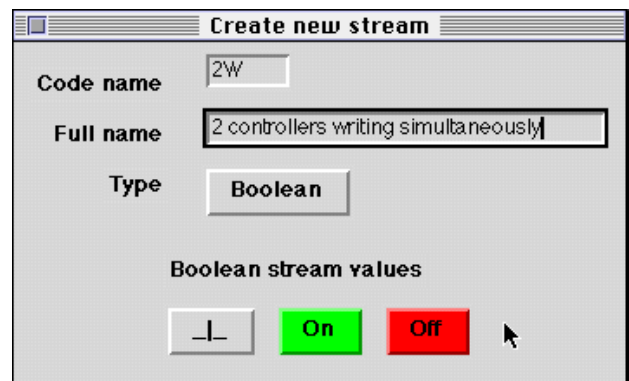 Create new stream
Code name 2W
Full name 2 controllers writing simultaneously
Type Boolean
Boolean stream values
_|_ On Off